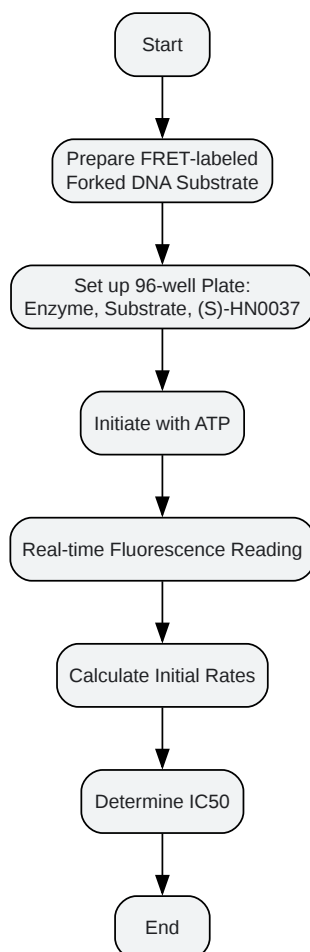 Start
Prepare FRET-labeled
Forked DNA Substrate
Set up 96-well Plate:
Enzyme, Substrate, (S)-HN0037
Initiate with ATP
Real-time Fluorescence Reading
Calculate Initial Rates
Determine IC50
End